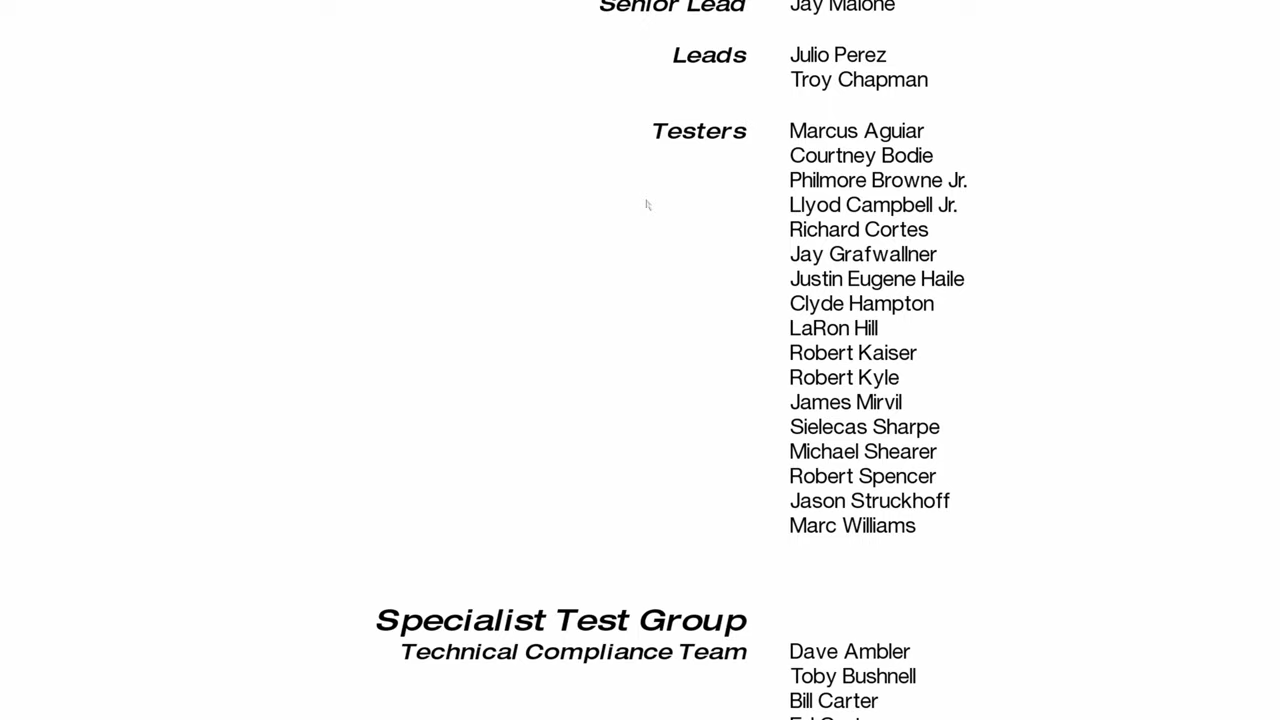 Senior Lead Jay Malone
Leads Julio Perez
Troy Chapman
Testers Marcus Aguiar
Courtney Bodie
Philmore Browne Jr.
Llyod Campbell Jr.
Richard Cortes
Jay Grafwallner
Justin Eugene Haile
Clyde Hampton
LaRon Hill
Robert Kaiser
Robert Kyle
James Mirvil
Sielecas Sharpe
Michael Shearer
Robert Spencer
Jason Struckhoff
Marc Williams
Specialist Test Group
Technical Compliance Team Dave Ambler
Toby Bushnell
Bill Carter